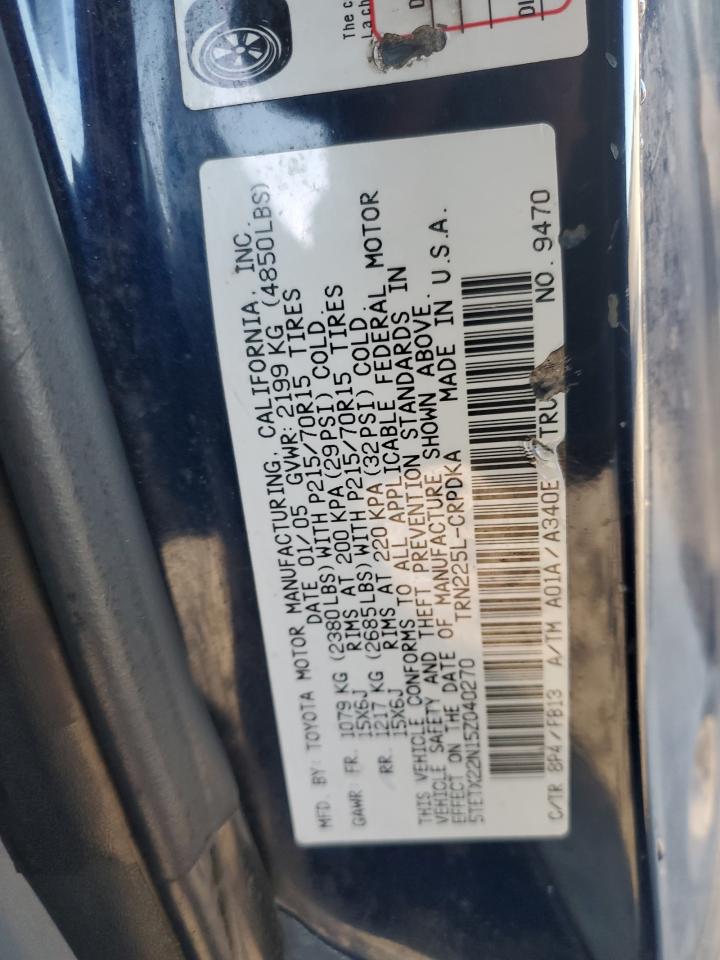 The c
La ch
D
DI
MFD. BY: TOYOTA MOTOR MANUFACTURING, CALIFORNIA, INC.
DATE 01/05 GVWR: 2199 KG (4850LBS)
GAWR: FR. 1079 KG (2380LBS) WITH P215/70R15 TIRES
15X6J RIMS AT 200 KPA (29PSI) COLD.
RR. 1217 KG (2685LBS) WITH P215/70R15 TIRES
15X6J RIMS AT 220 KPA (32PSI) COLD.
THIS VEHICLE CONFORMS TO ALL APPLICABLE FEDERAL MOTOR
VEHICLE SAFETY AND THEFT PREVENTION STANDARDS IN
EFFECT ON THE DATE OF MANUFACTURE SHOWN ABOVE.
5TETX22N15Z040270 TRN225L-CRPDKA MADE IN U.S.A.
C/TR 8P4/FB13 A/TM A01A/A340E TRU NO. 9470